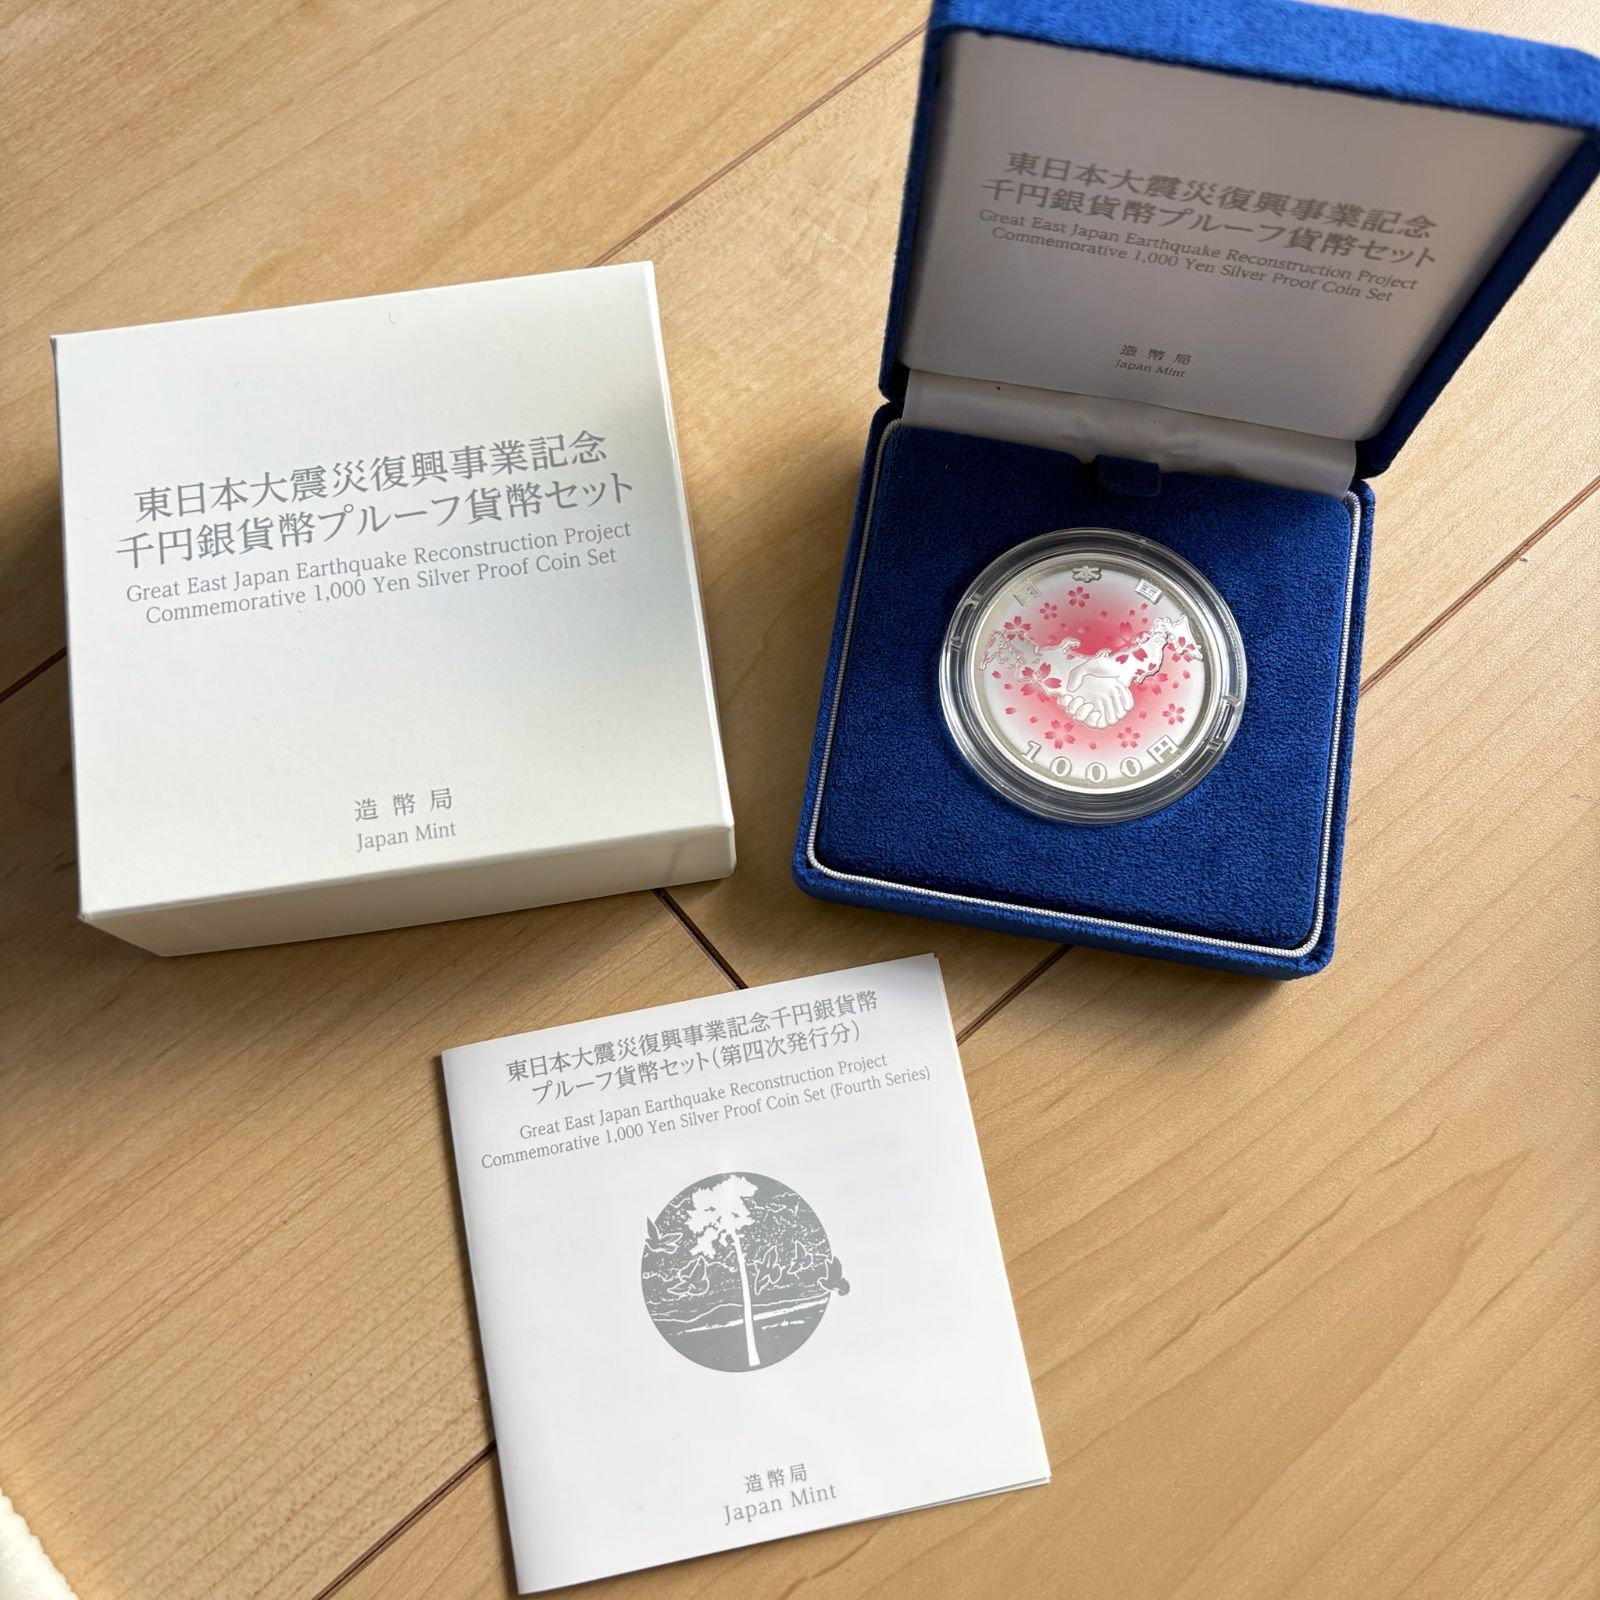 東日本大震災復興事業記念
千円銀貨幣プルーフ貨幣セット
Great East Japan Earthquake Reconstruction Project
Commemorative 1,000 Yen Silver Proof Coin Set
造幣局
Japan Mint
東日本大震災復興事業記念
千円銀貨幣プルーフ貨幣セット
Great East Japan Earthquake Reconstruction Project
Commemorative 1,000 Yen Silver Proof Coin Set
造幣局
Japan Mint
日本国
1000円
東日本大震災復興事業記念千円銀貨幣
プルーフ貨幣セット(第四次発行分)
Great East Japan Earthquake Reconstruction Project
Commemorative 1,000 Yen Silver Proof Coin Set (Fourth Series)
造幣局
Japan Mint